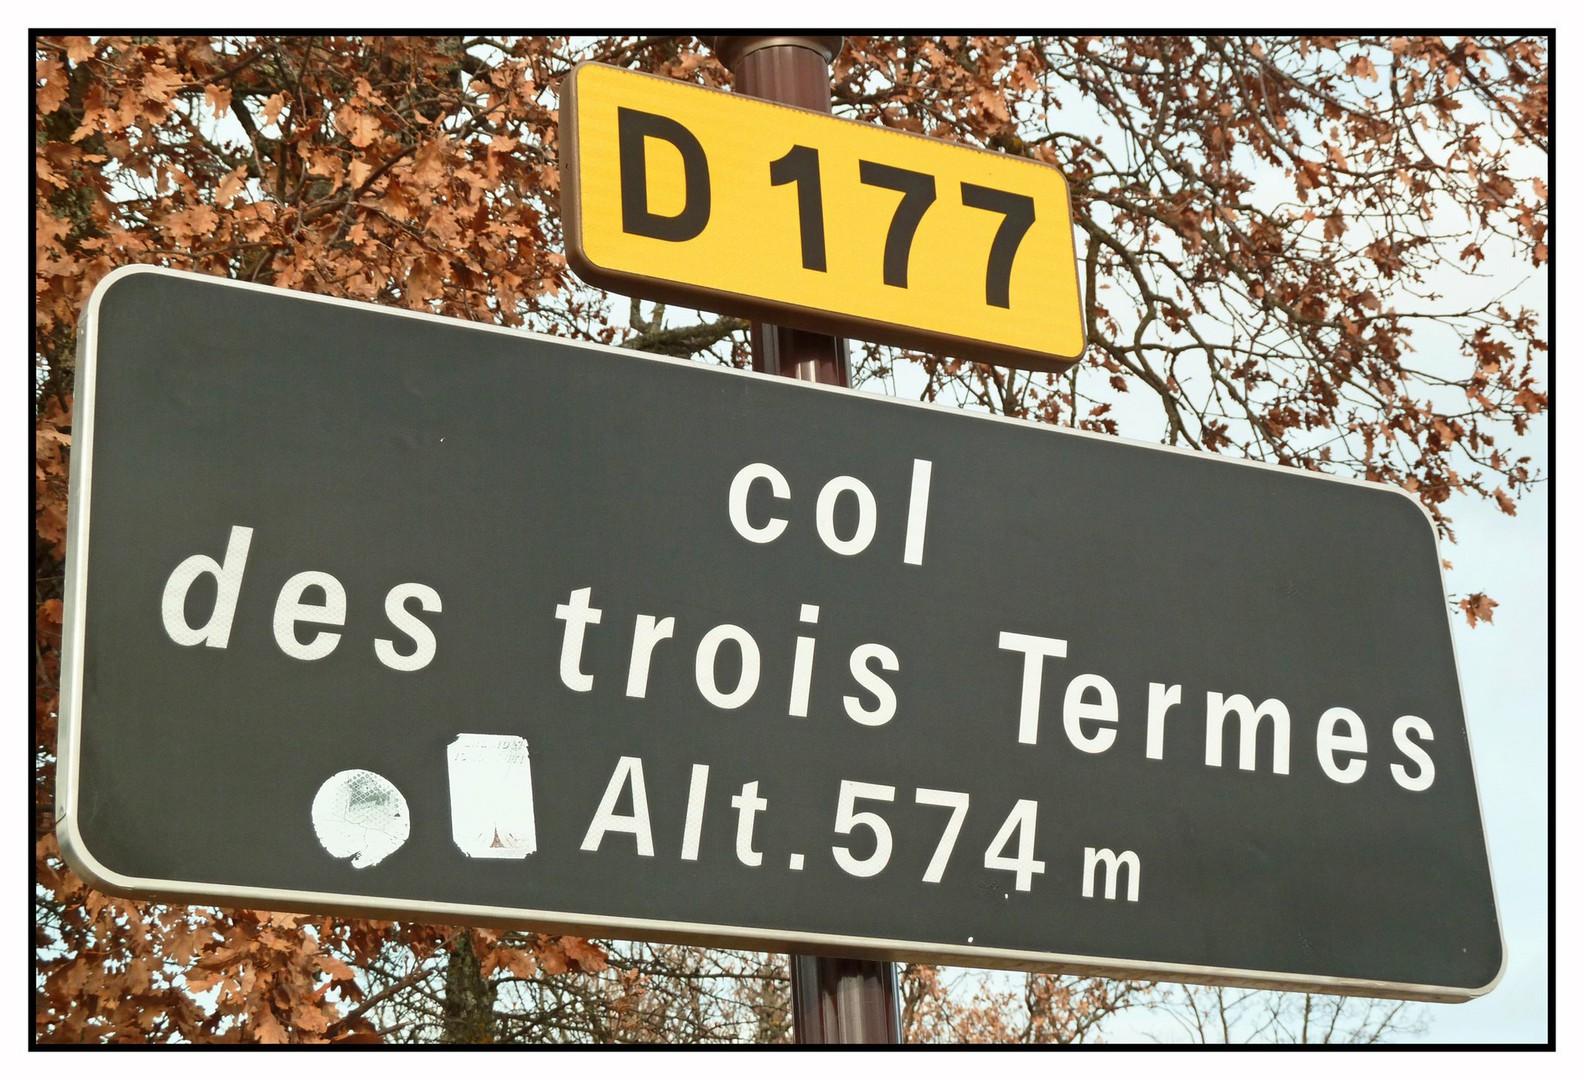 D 177
col
des trois Termes
Alt. 574 m